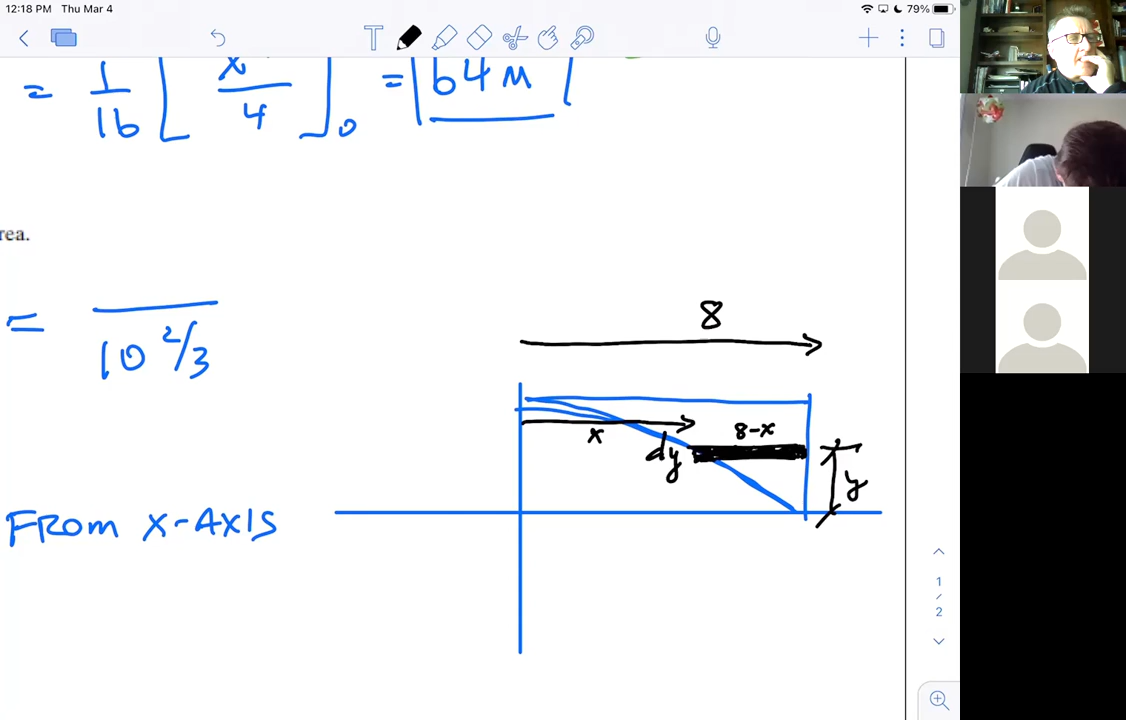 12:18 PM Thu Mar 4
79%
= 1/16 [ x/4 ]0 = 64 M
rea.
= 10 2/3
8
x
dy
8-x
y
FROM X-AXIS
1
/
2